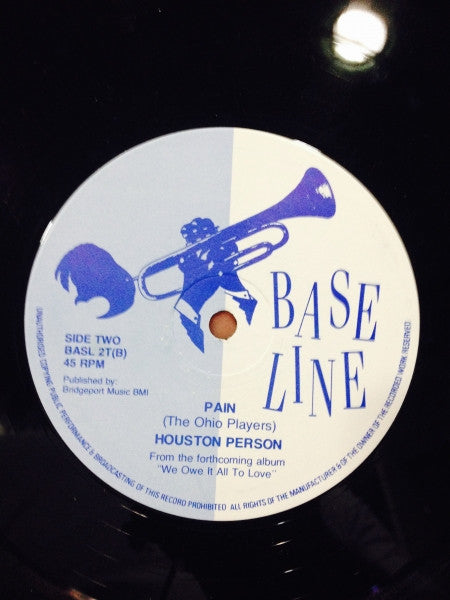 BASE
LINE
SIDE TWO
BASL 2T(B)
45 RPM
Published by:
Bridgeport Music BMI
PAIN
(The Ohio Players)
HOUSTON PERSON
From the forthcoming album
"We Owe It All To Love"
UNAUTHORISED COPYING PUBLIC PERFORMANCE & BROADCASTING OF THIS RECORD PROHIBITED ALL RIGHTS OF THE MANUFACTURER & OF THE OWNER OF THE RECORDED WORK RESERVED